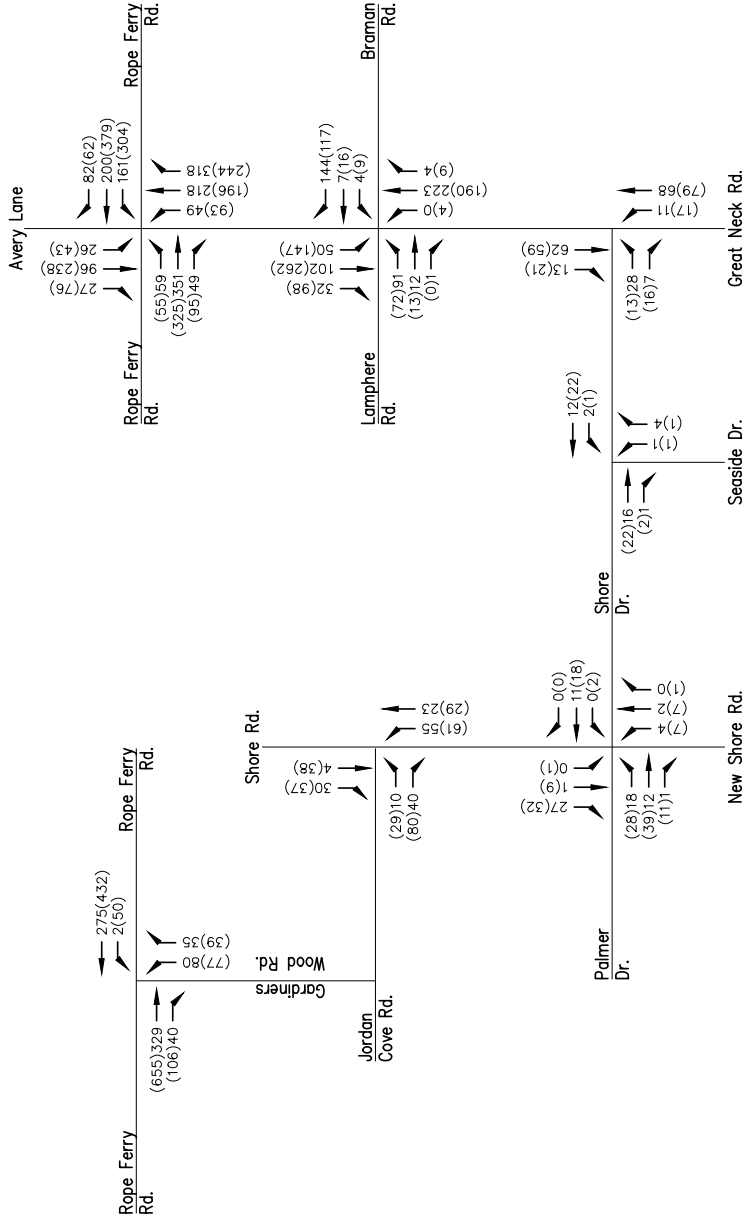 Avery Lane
Rope Ferry
Rd.
82(62)
200(379)
161(304)
26(43)
96(238)
27(76)
(244)318
(196)218
(93)49
(55)59
(325)351
(95)49
Rope Ferry
Rd.
Braman
Rd.
144(117)
7(16)
4(9)
50(147)
102(262)
32(98)
(9)4
(190)223
(4)0
(72)91
(13)12
(0)1
Lamphere
Rd.
62(59)
13(21)
(79)68
(17)11
(13)28
(16)7
Great Neck Rd.
12(22)
2(1)
(1)4
(1)1
(22)16
(2)1
Seaside Dr.
Shore
Dr.
0(0)
11(18)
0(2)
0(1)
1(9)
27(32)
(1)0
(7)2
(7)4
(28)18
(39)12
(11)1
New Shore Rd.
Palmer
Dr.
Shore Rd.
(29)23
(61)55
4(38)
30(37)
(29)10
(80)40
Rope Ferry
Rd.
275(432)
2(50)
(39)35
(77)80
Gardiners
Wood Rd.
Jordan
Cove Rd.
(655)329
(106)40
Rope Ferry
Rd.